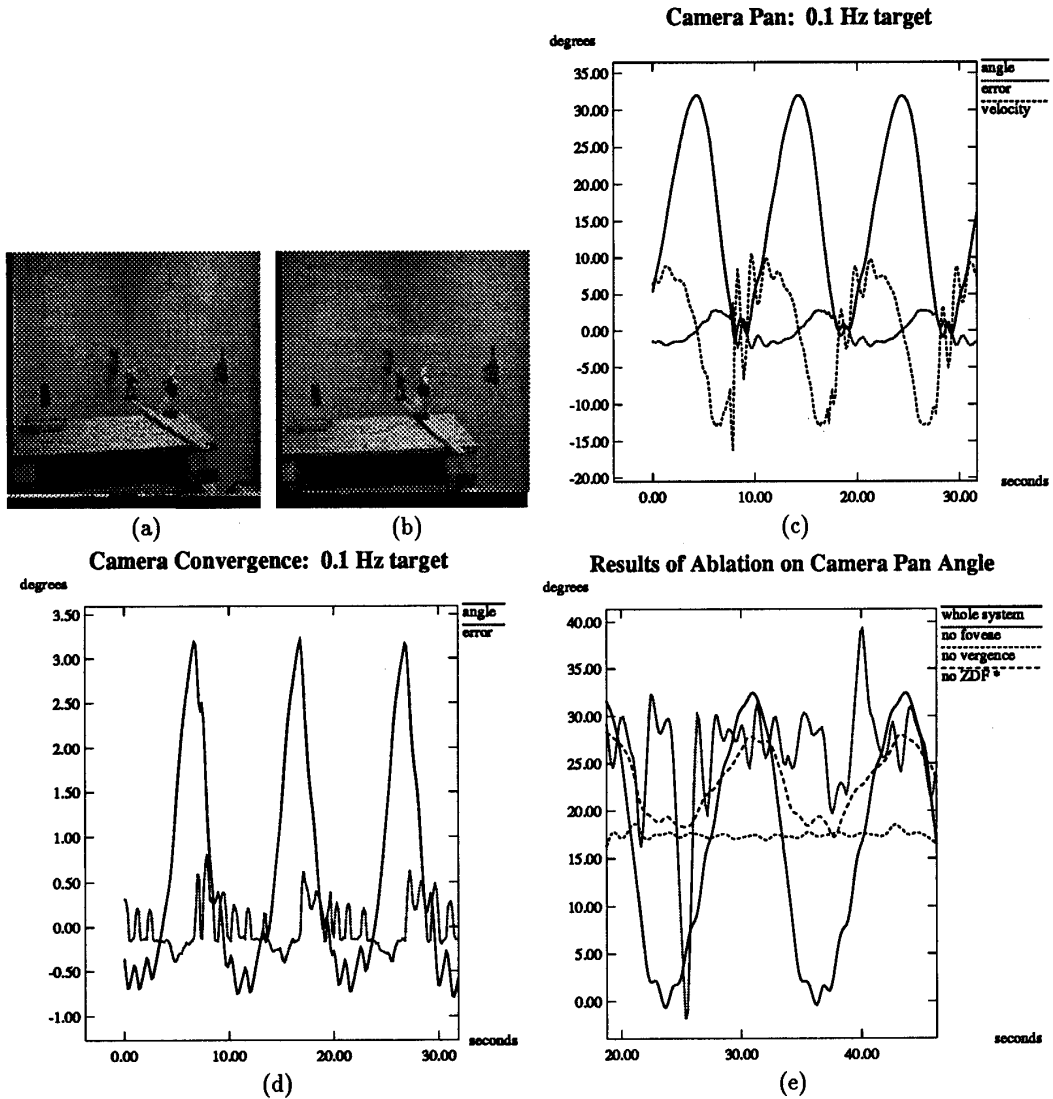 Camera Pan: 0.1 Hz target
degrees
35.00
30.00
25.00
20.00
15.00
10.00
5.00
0.00
-5.00
-10.00
-15.00
-20.00
0.00 10.00 20.00 30.00
seconds
angle
error
velocity
(a) (b) (c)
Camera Convergence: 0.1 Hz target
degrees
3.50
3.00
2.50
2.00
1.50
1.00
0.50
0.00
-0.50
-1.00
0.00 10.00 20.00 30.00
seconds
angle
error
(d)
Results of Ablation on Camera Pan Angle
degrees
40.00
35.00
30.00
25.00
20.00
15.00
10.00
5.00
0.00
20.00 30.00 40.00
seconds
whole system
no foveae
no vergence
no ZDF *
(e)